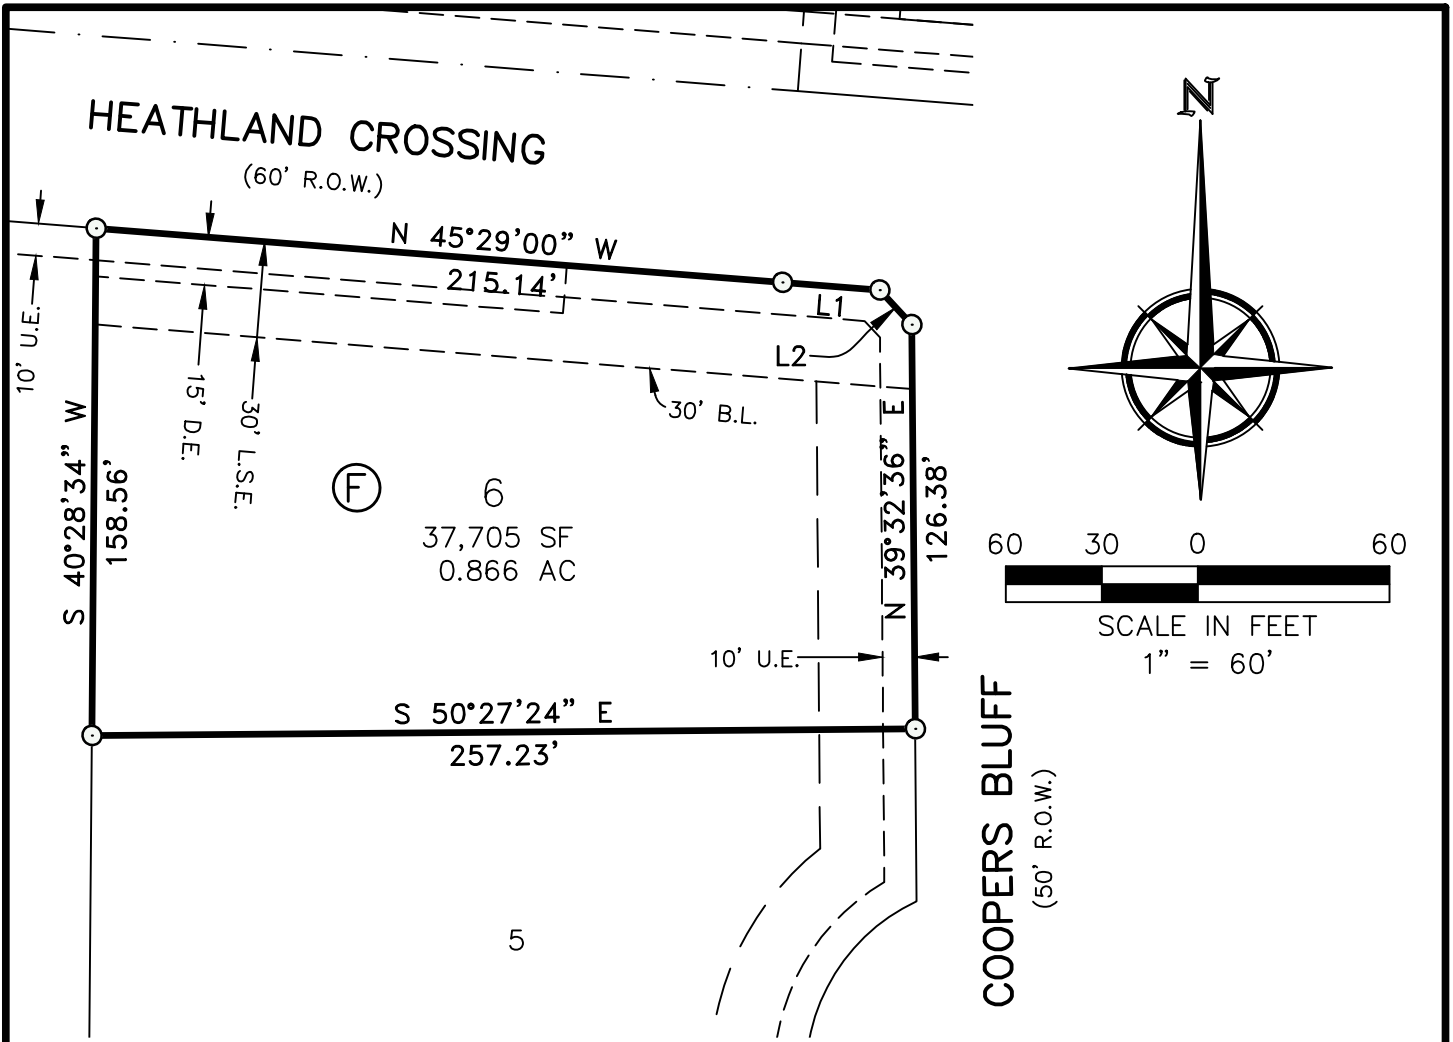 N
HEATHLAND CROSSING
(60' R.O.W.)
N 45°29'00" W
215.14'
L1
L2
10' U.E.
15' D.E.
30' L.S.E.
30' B.L.
S 40°28'34" W
158.56'
F
6
37,705 SF
0.866 AC
N 39°32'36" E
126.38'
60 30 0 60
SCALE IN FEET
1" = 60'
10' U.E.
S 50°27'24" E
257.23'
COOPERS BLUFF
(50' R.O.W.)
5